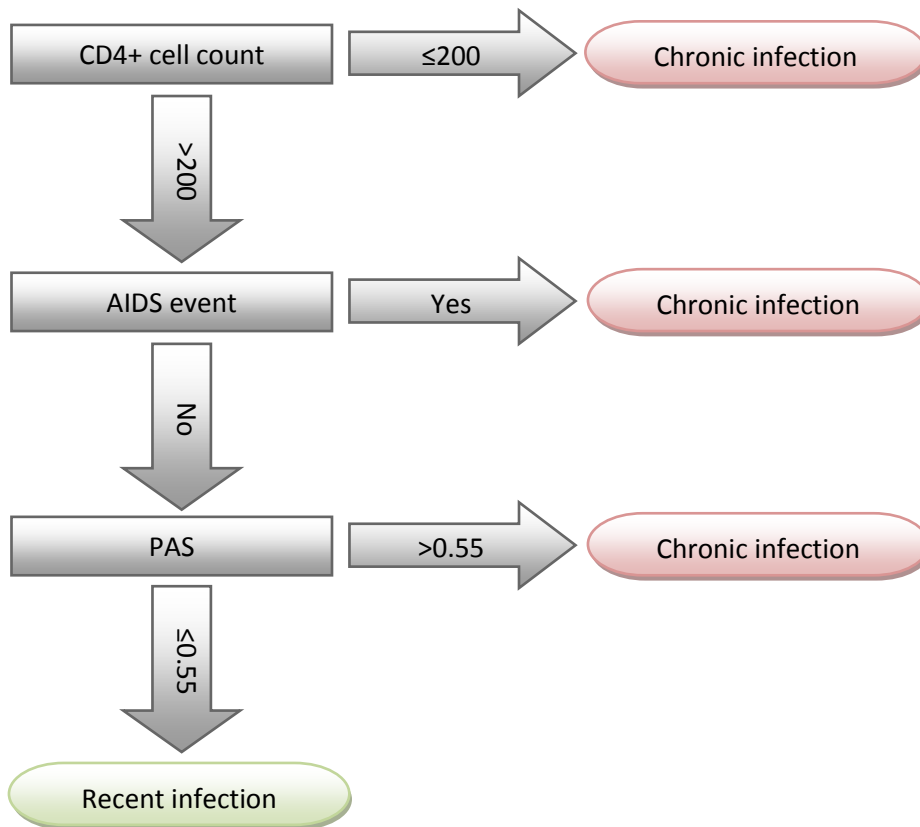 CD4+ cell count
≤200
Chronic infection
>200
AIDS event
Yes
Chronic infection
No
PAS
>0.55
Chronic infection
≤0.55
Recent infection